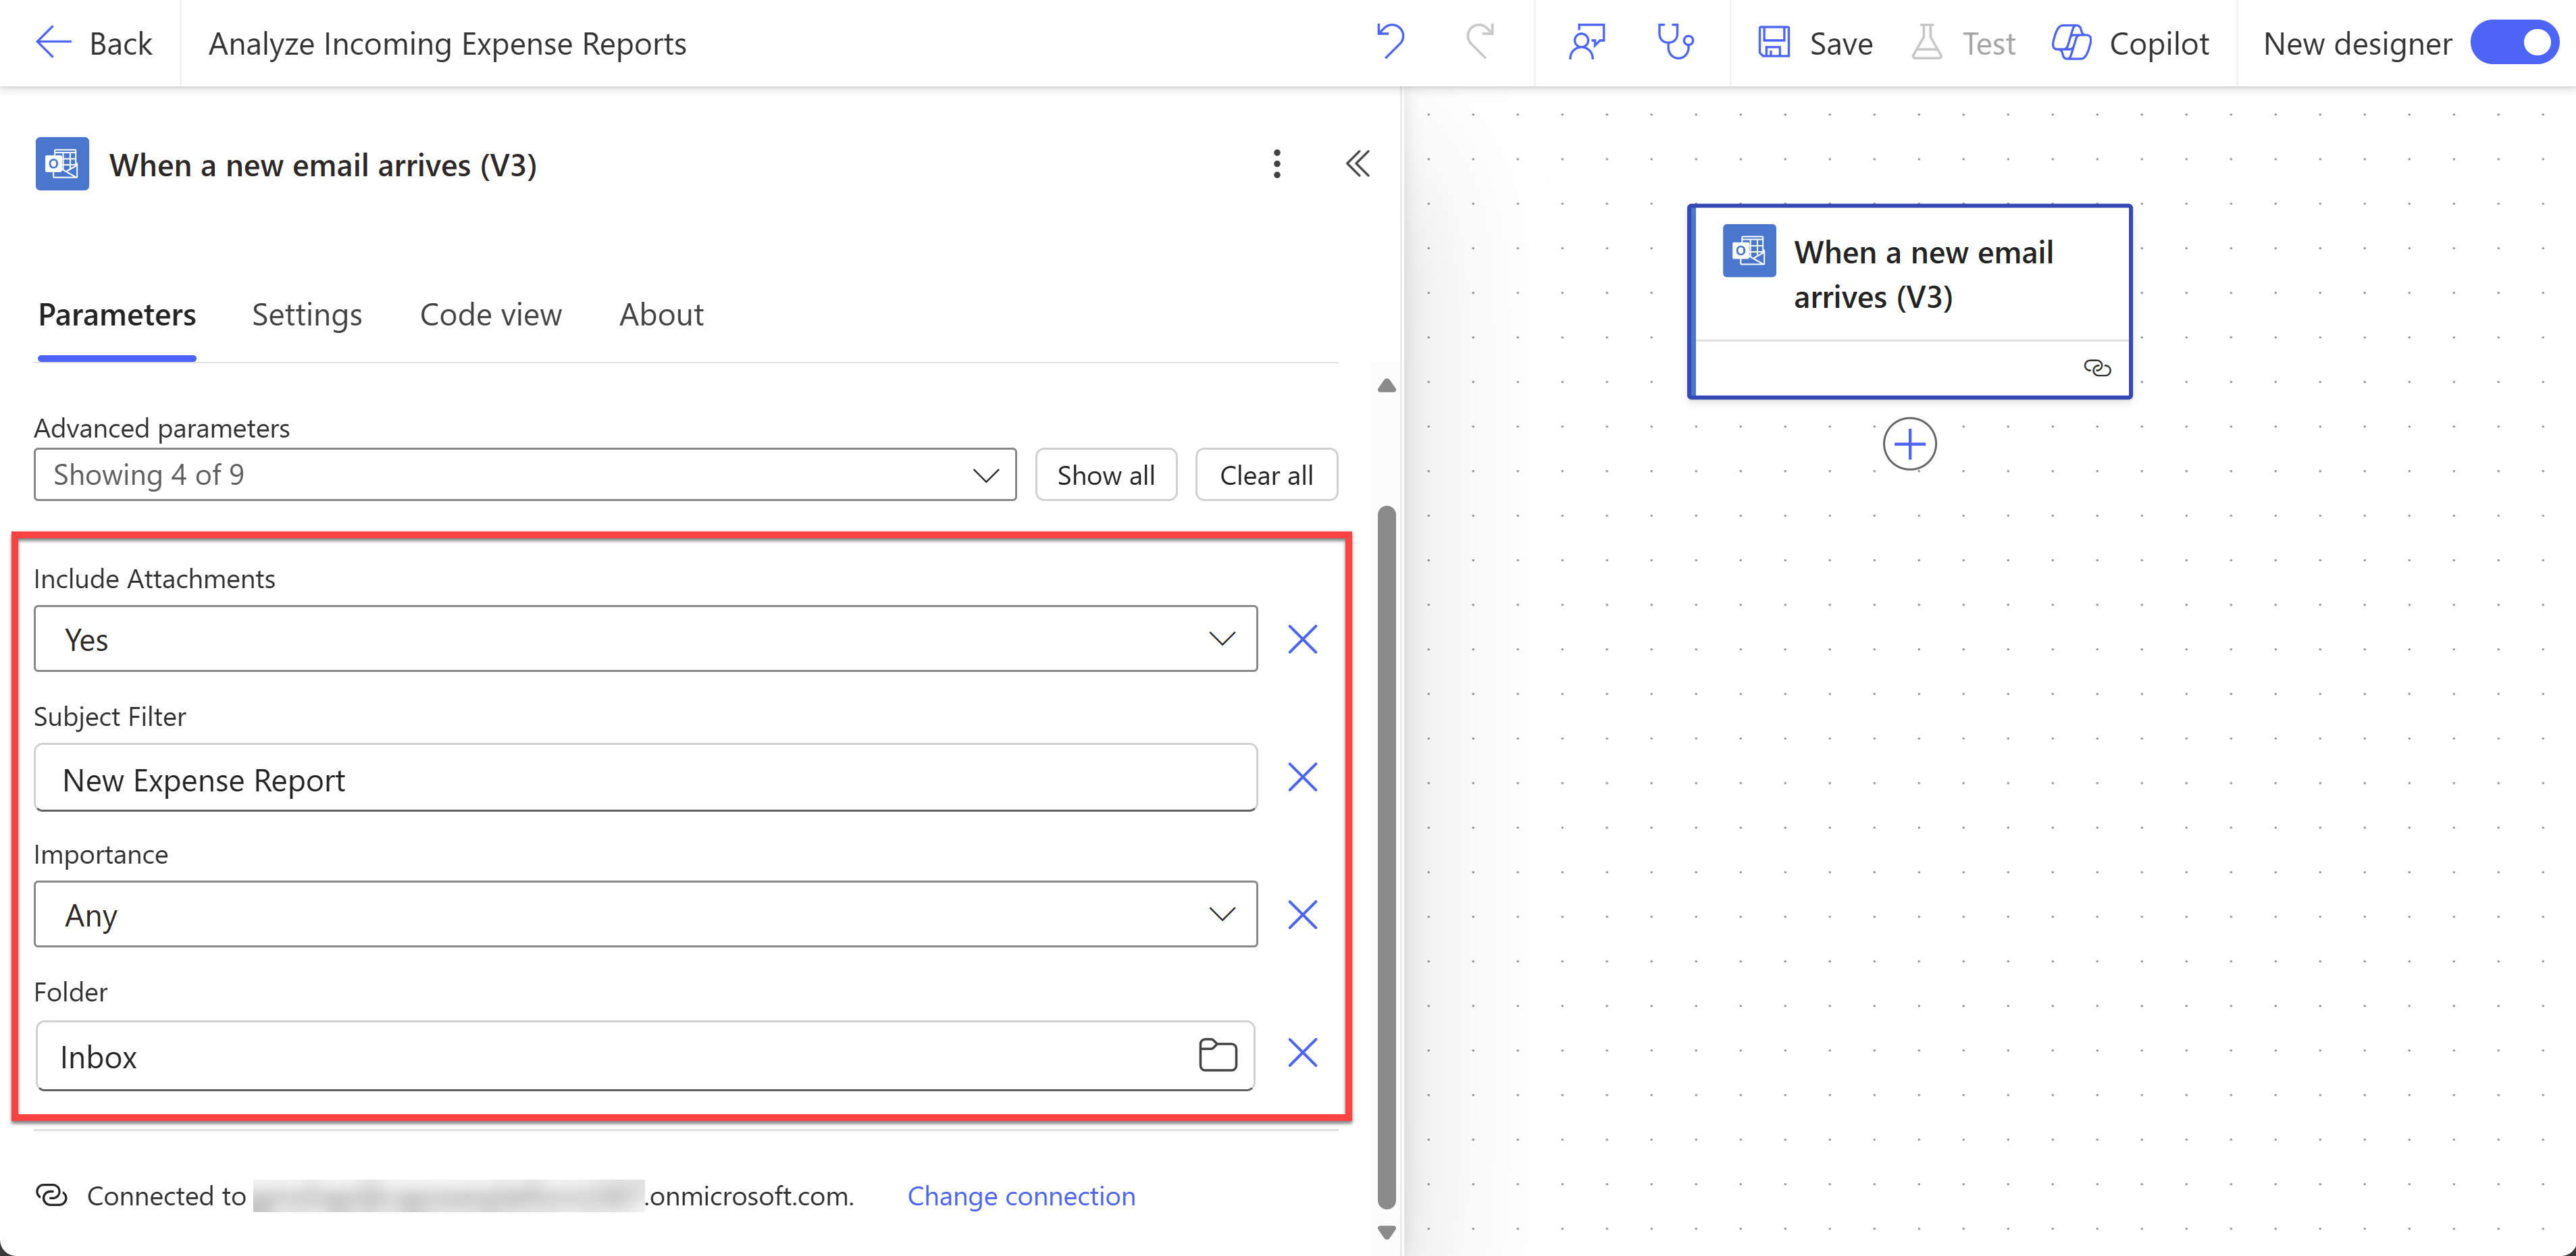 Back
Analyze Incoming Expense Reports
Save
Test
Copilot
New designer
When a new email arrives (V3)
Parameters
Settings
Code view
About
Advanced parameters
Showing 4 of 9
Show all
Clear all
Include Attachments
Yes
Subject Filter
New Expense Report
Importance
Any
Folder
Inbox
Connected to
.onmicrosoft.com.
Change connection
When a new email
arrives (V3)